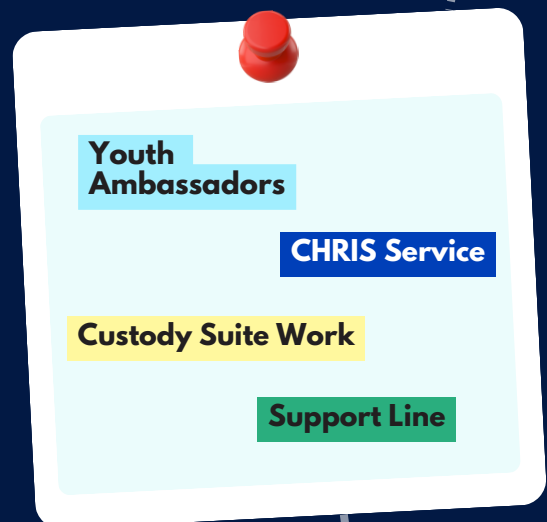 Youth
Ambassadors
CHRIS Service
Custody Suite Work
Support Line